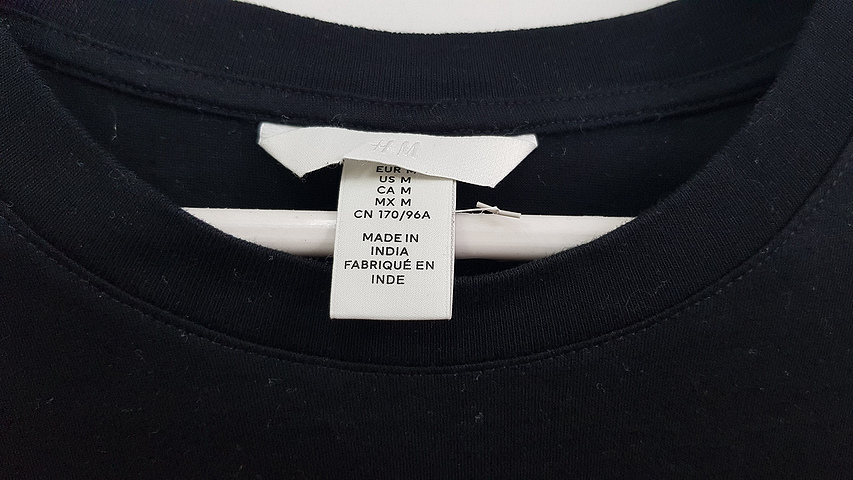 H&M
EUR M
US M
CA M
MX M
CN 170/96A
MADE IN
INDIA
FABRIQUÉ EN
INDE